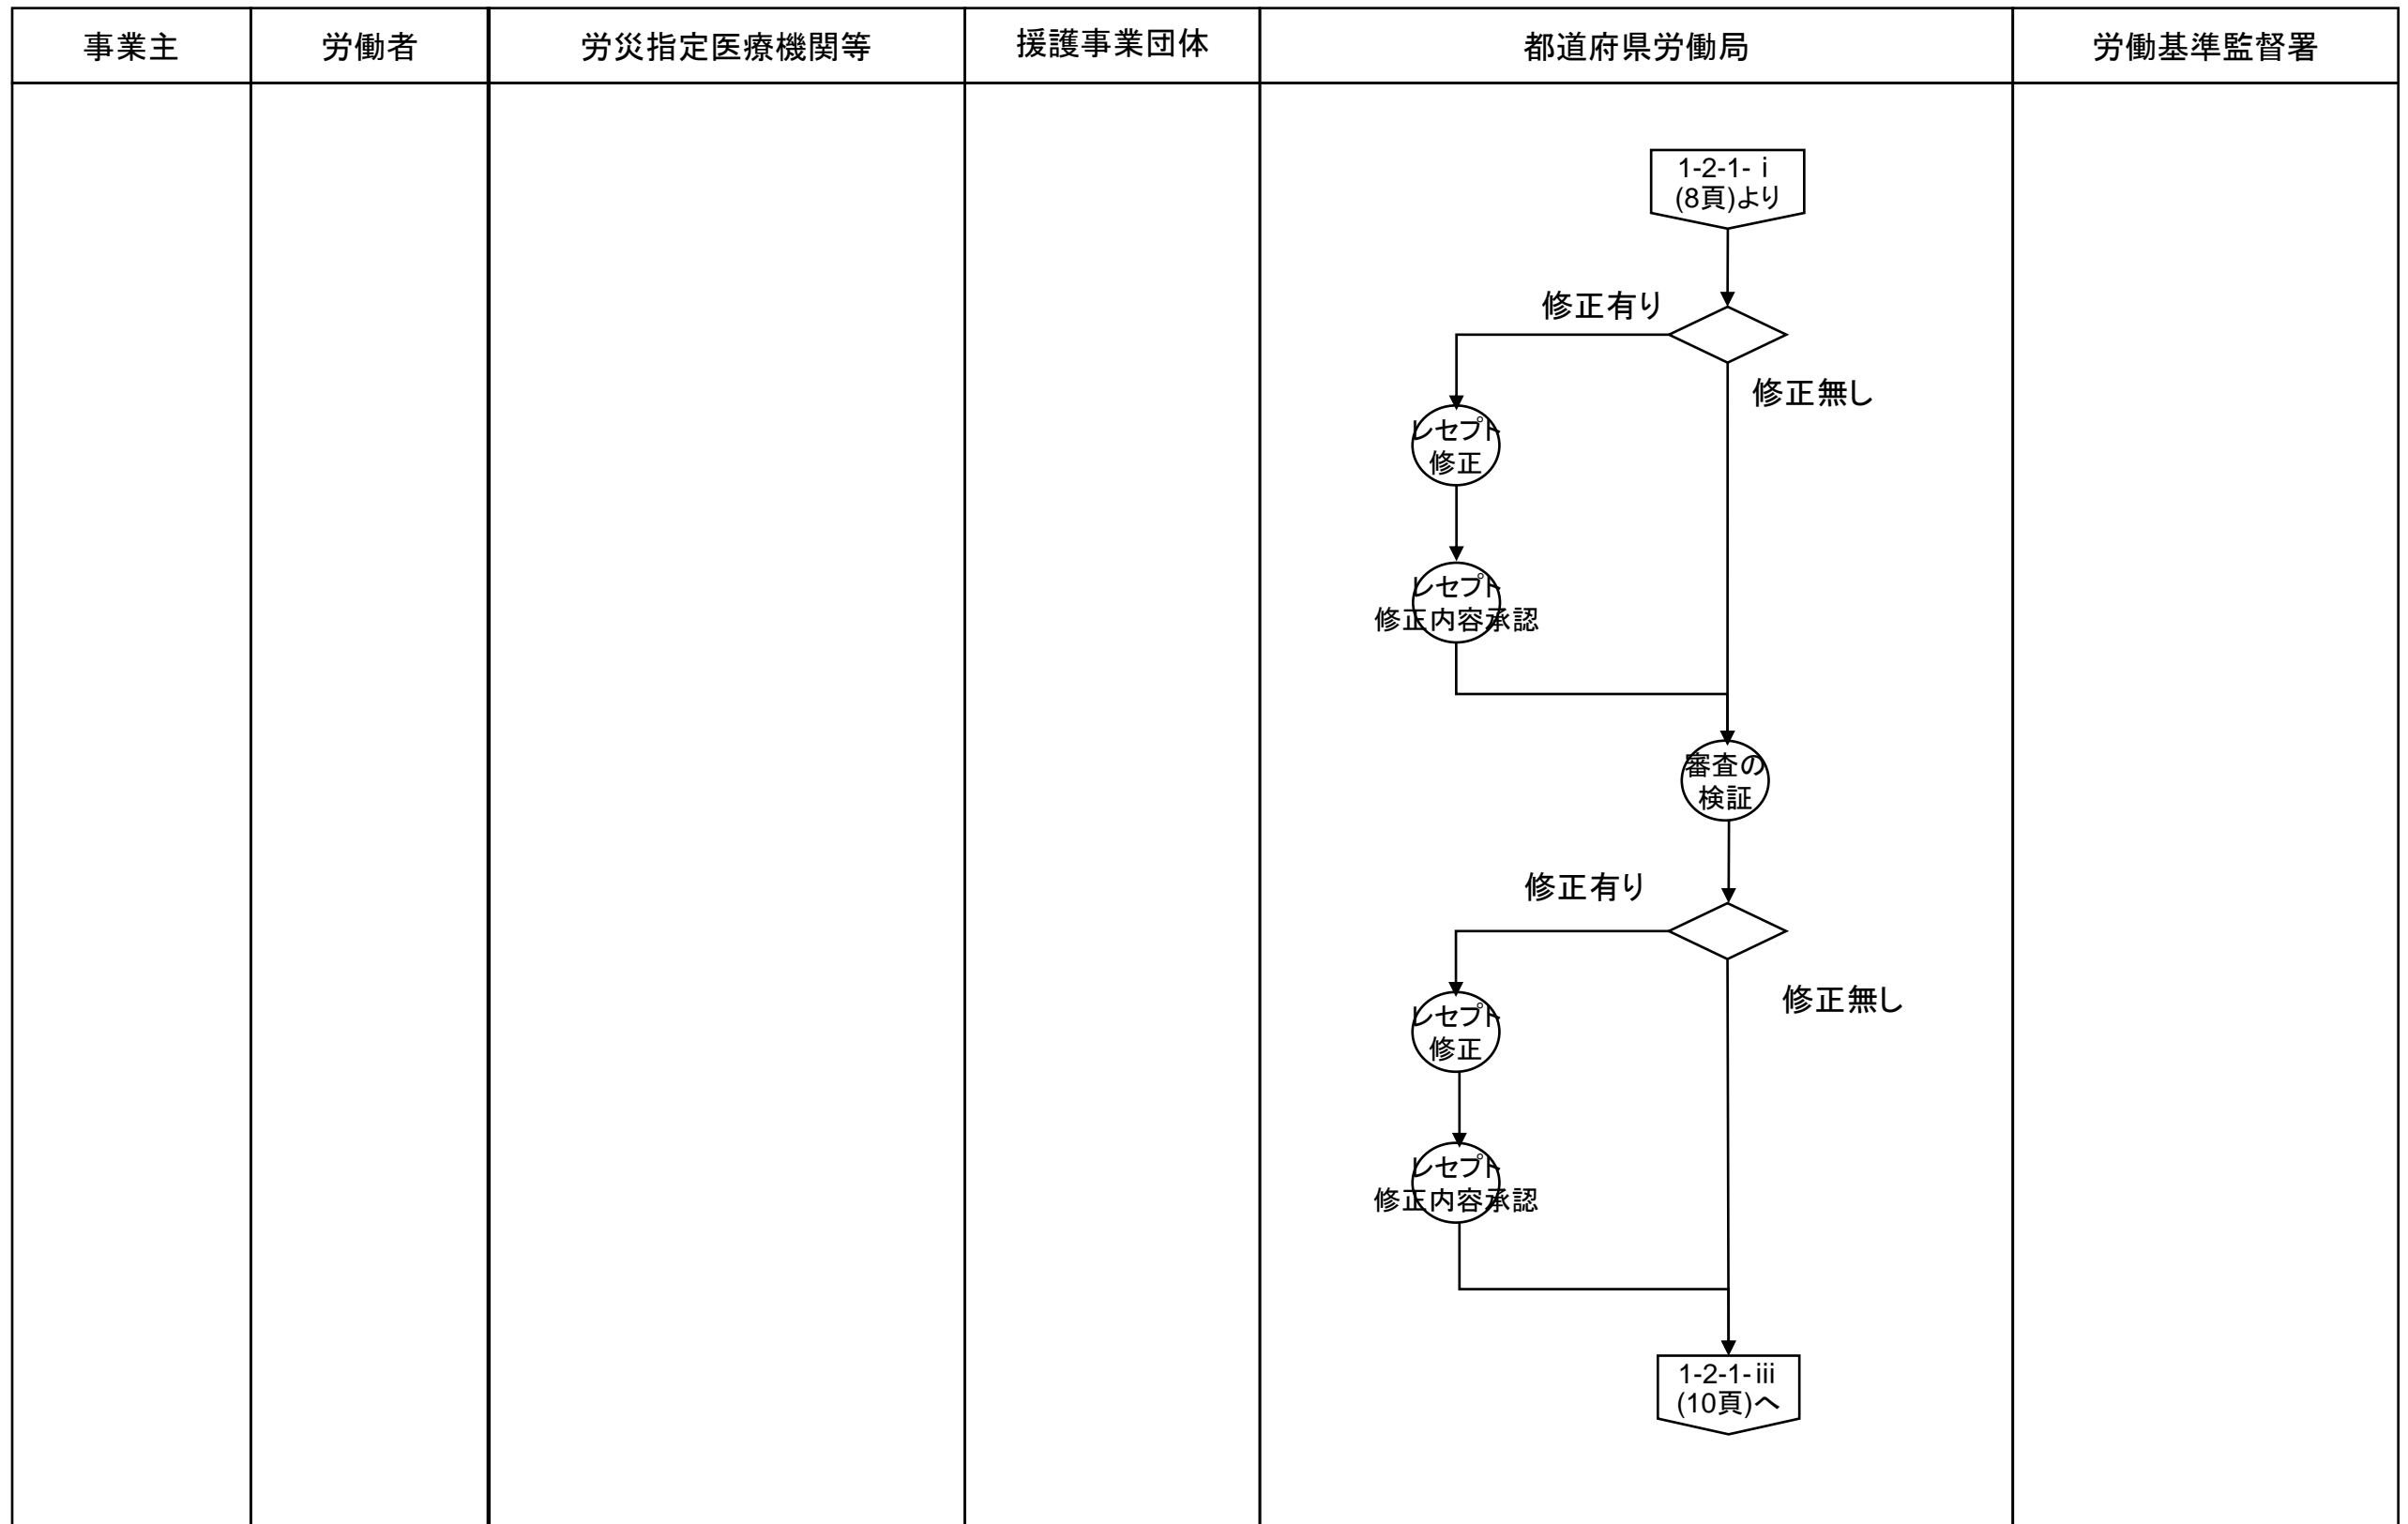 事業主
労働者
労災指定医療機関等
援護事業団体
都道府県労働局
労働基準監督署
1-2-1-ⅰ
(8頁)より
修正有り
修正無し
レセプト
修正
レセプト
修正内容承認
審査の
検証
修正有り
修正無し
レセプト
修正
レセプト
修正内容承認
1-2-1-ⅲ
(10頁)へ